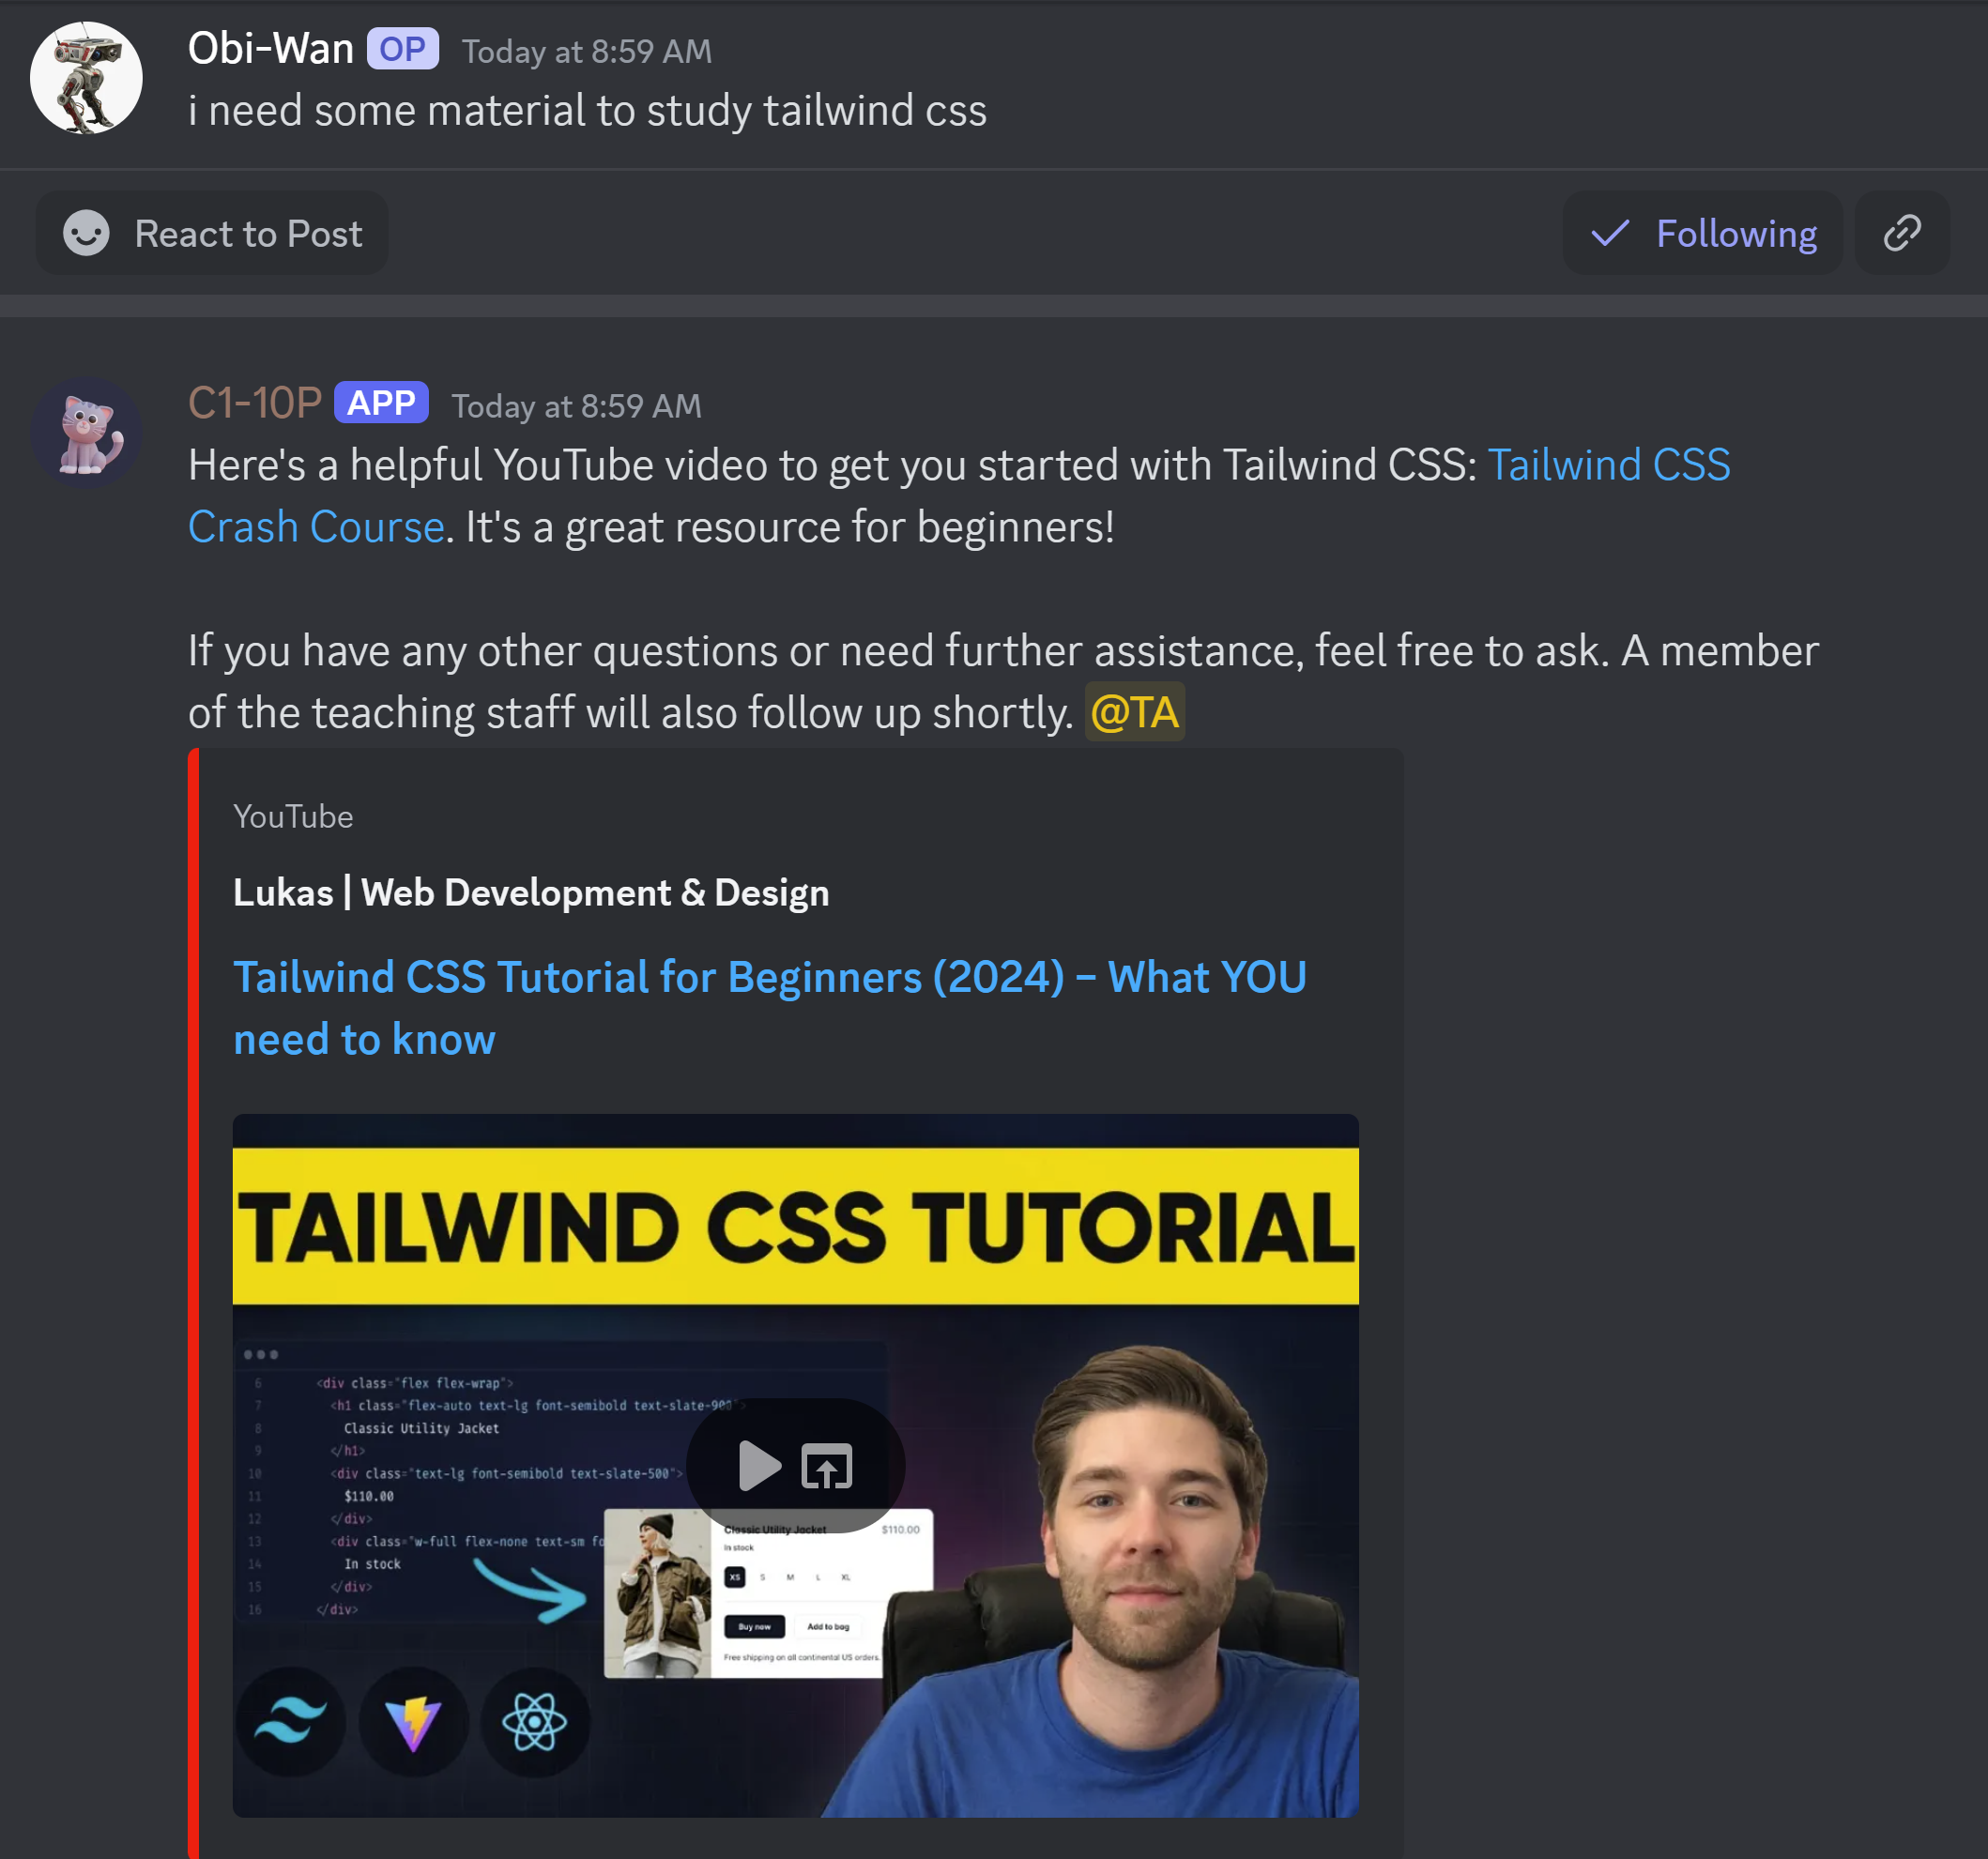 Obi-Wan OP Today at 8:59 AM
i need some material to study tailwind css
React to Post
Following
C1-10P APP Today at 8:59 AM
Here's a helpful YouTube video to get you started with Tailwind CSS: Tailwind CSS
Crash Course. It's a great resource for beginners!
If you have any other questions or need further assistance, feel free to ask. A member
of the teaching staff will also follow up shortly. @TA
YouTube
Lukas | Web Development & Design
Tailwind CSS Tutorial for Beginners (2024) – What YOU
need to know
TAILWIND CSS TUTORIAL
6 <div class="flex flex-wrap">
7 <h1 class="flex-auto text-lg font-semibold text-slate-900">
8 Classic Utility Jacket
9 </h1>
10 <div class="text-lg font-semibold text-slate-500">
11 $110.00
12 </div>
13 <div class="w-full flex-none text-sm fo
14 In stock
15 </div>
16 </div>
Classic Utility Jacket $110.00
In stock
XS S M L XL
Buy now Add to bag
Free shipping on all continental US orders.